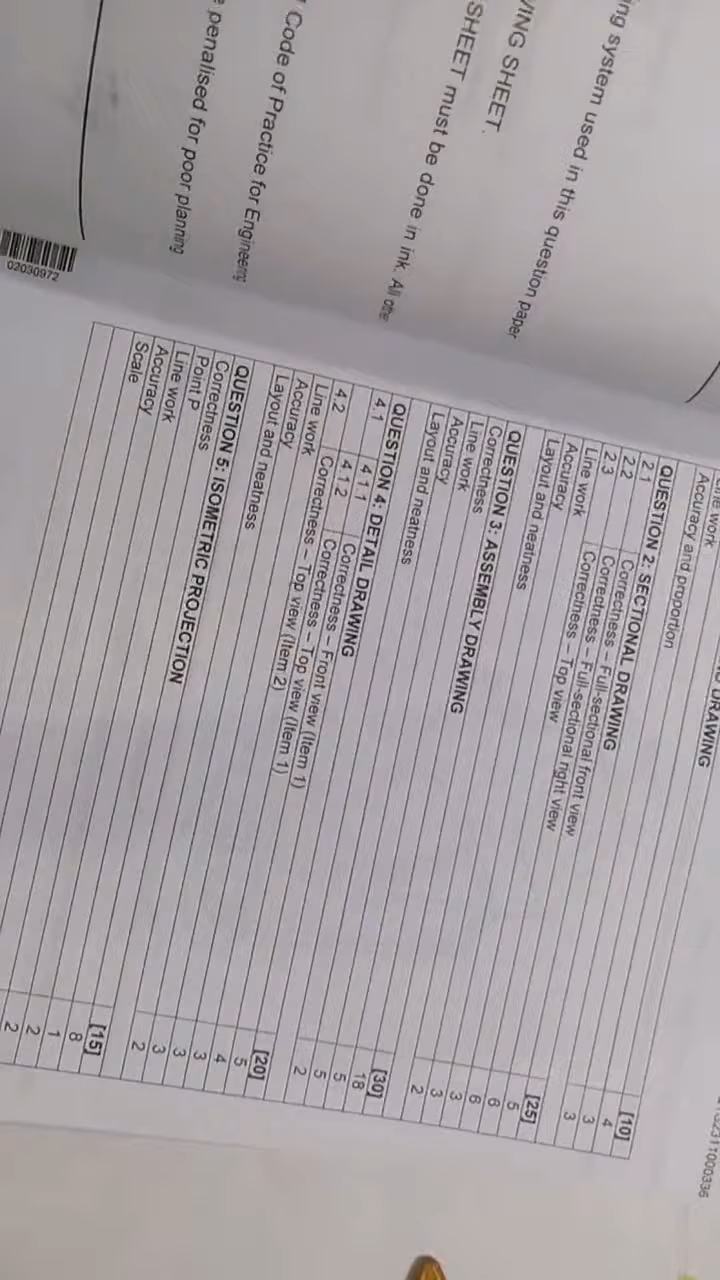 ing system used in this question paper
VING SHEET.
SHEET must be done in ink. All other
Code of Practice for Engineering
penalised for poor planning
02030972
DRAWING [10]
4
Line work 3
Accuracy and proportion 3
QUESTION 2: SECTIONAL DRAWING [25]
2.1 Correctness – Full-sectional front view 5
2.2 Correctness – Full-sectional right view 6
2.3 Correctness – Top view 6
Line work 3
Accuracy 3
Layout and neatness 2
QUESTION 3: ASSEMBLY DRAWING [30]
Correctness 18
Line work 5
Accuracy 5
Layout and neatness 2
QUESTION 4: DETAIL DRAWING [20]
4.1 4.1.1 Correctness – Front view (Item 1) 5
4.1.2 Correctness – Top view (Item 1) 4
4.2 Correctness – Top view (Item 2) 3
Line work 3
Accuracy 3
Layout and neatness 2
QUESTION 5: ISOMETRIC PROJECTION [15]
Correctness 8
Point P 1
Line work 2
Accuracy 2
Scale